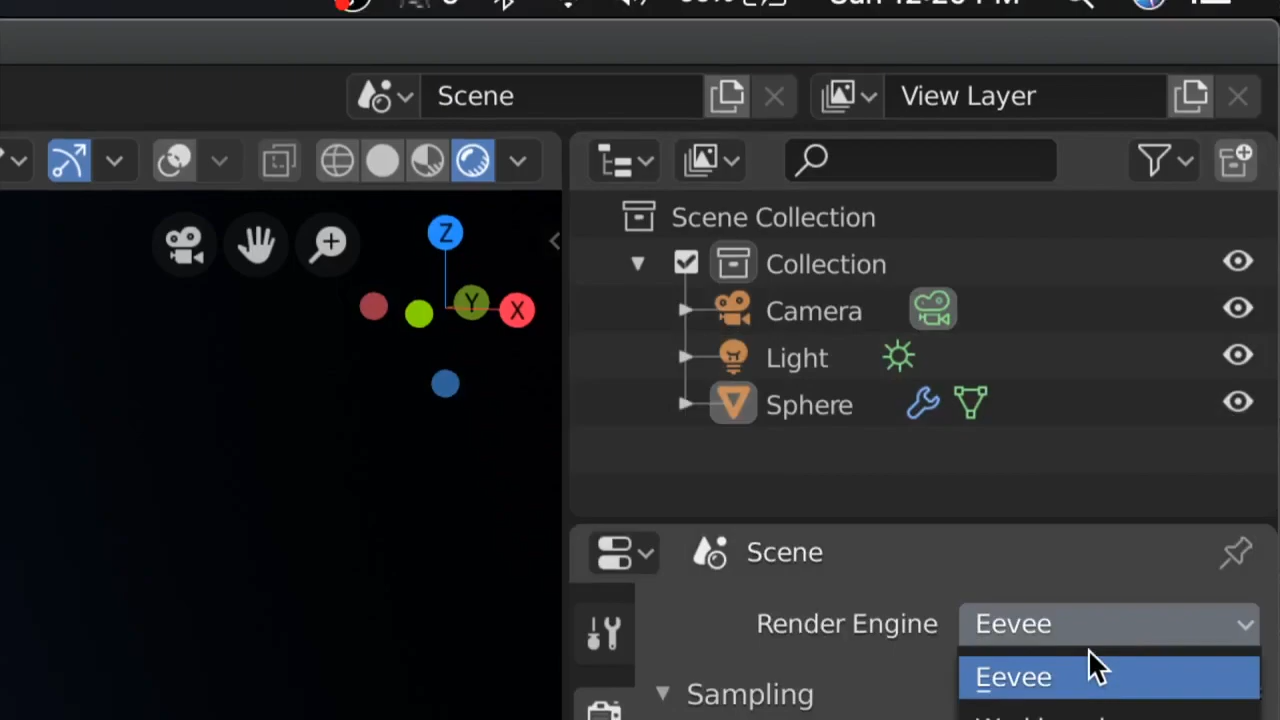 Scene
View Layer
Scene Collection
Z
Collection
Y
X
Camera
Light
Sphere
Scene
Render Engine
Eevee
Eevee
Sampling